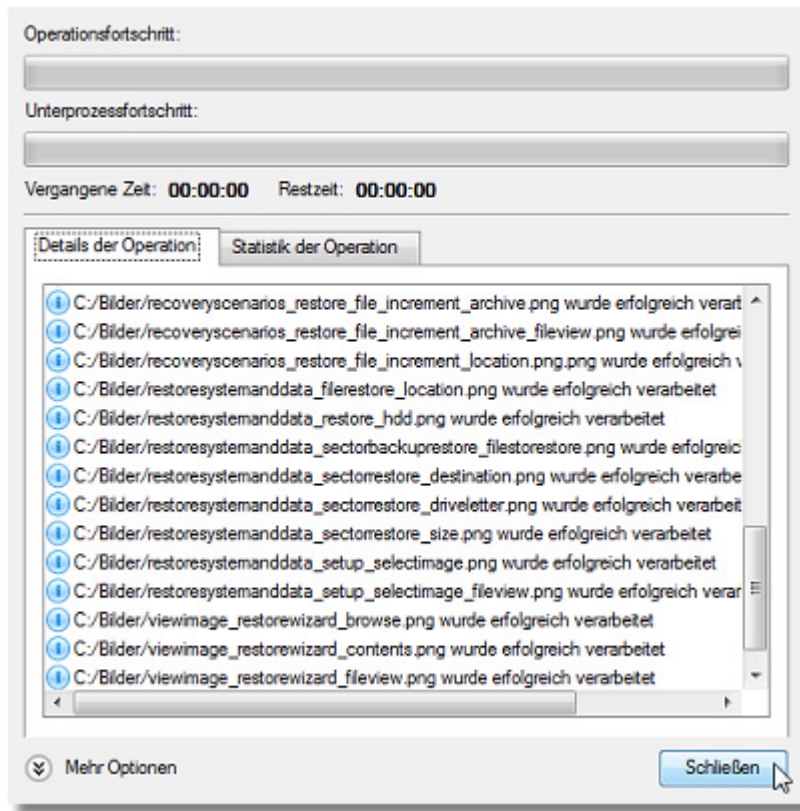 Operationsfortschritt:
Unterprozessfortschritt:
Vergangene Zeit: 00:00:00 Restzeit: 00:00:00
Details der Operation Statistik der Operation
C:/Bilder/recoveryscenarios_restore_file_increment_archive.png wurde erfolgreich verart
C:/Bilder/recoveryscenarios_restore_file_increment_archive_fileview.png wurde erfolgrei
C:/Bilder/recoveryscenarios_restore_file_increment_location.png.png wurde erfolgreich v
C:/Bilder/restoresystemanddata_filerestore_location.png wurde erfolgreich verarbeitet
C:/Bilder/restoresystemanddata_restore_hdd.png wurde erfolgreich verarbeitet
C:/Bilder/restoresystemanddata_sectorbackuprestore_filestorestore.png wurde erfolgreic
C:/Bilder/restoresystemanddata_sectorrestore_destination.png wurde erfolgreich verarbe
C:/Bilder/restoresystemanddata_sectorrestore_driveletter.png wurde erfolgreich verarbeit
C:/Bilder/restoresystemanddata_sectorrestore_size.png wurde erfolgreich verarbeitet
C:/Bilder/restoresystemanddata_setup_selectimage.png wurde erfolgreich verarbeitet
C:/Bilder/restoresystemanddata_setup_selectimage_fileview.png wurde erfolgreich verar
C:/Bilder/viewimage_restorewizard_browse.png wurde erfolgreich verarbeitet
C:/Bilder/viewimage_restorewizard_contents.png wurde erfolgreich verarbeitet
C:/Bilder/viewimage_restorewizard_fileview.png wurde erfolgreich verarbeitet
Mehr Optionen Schließen